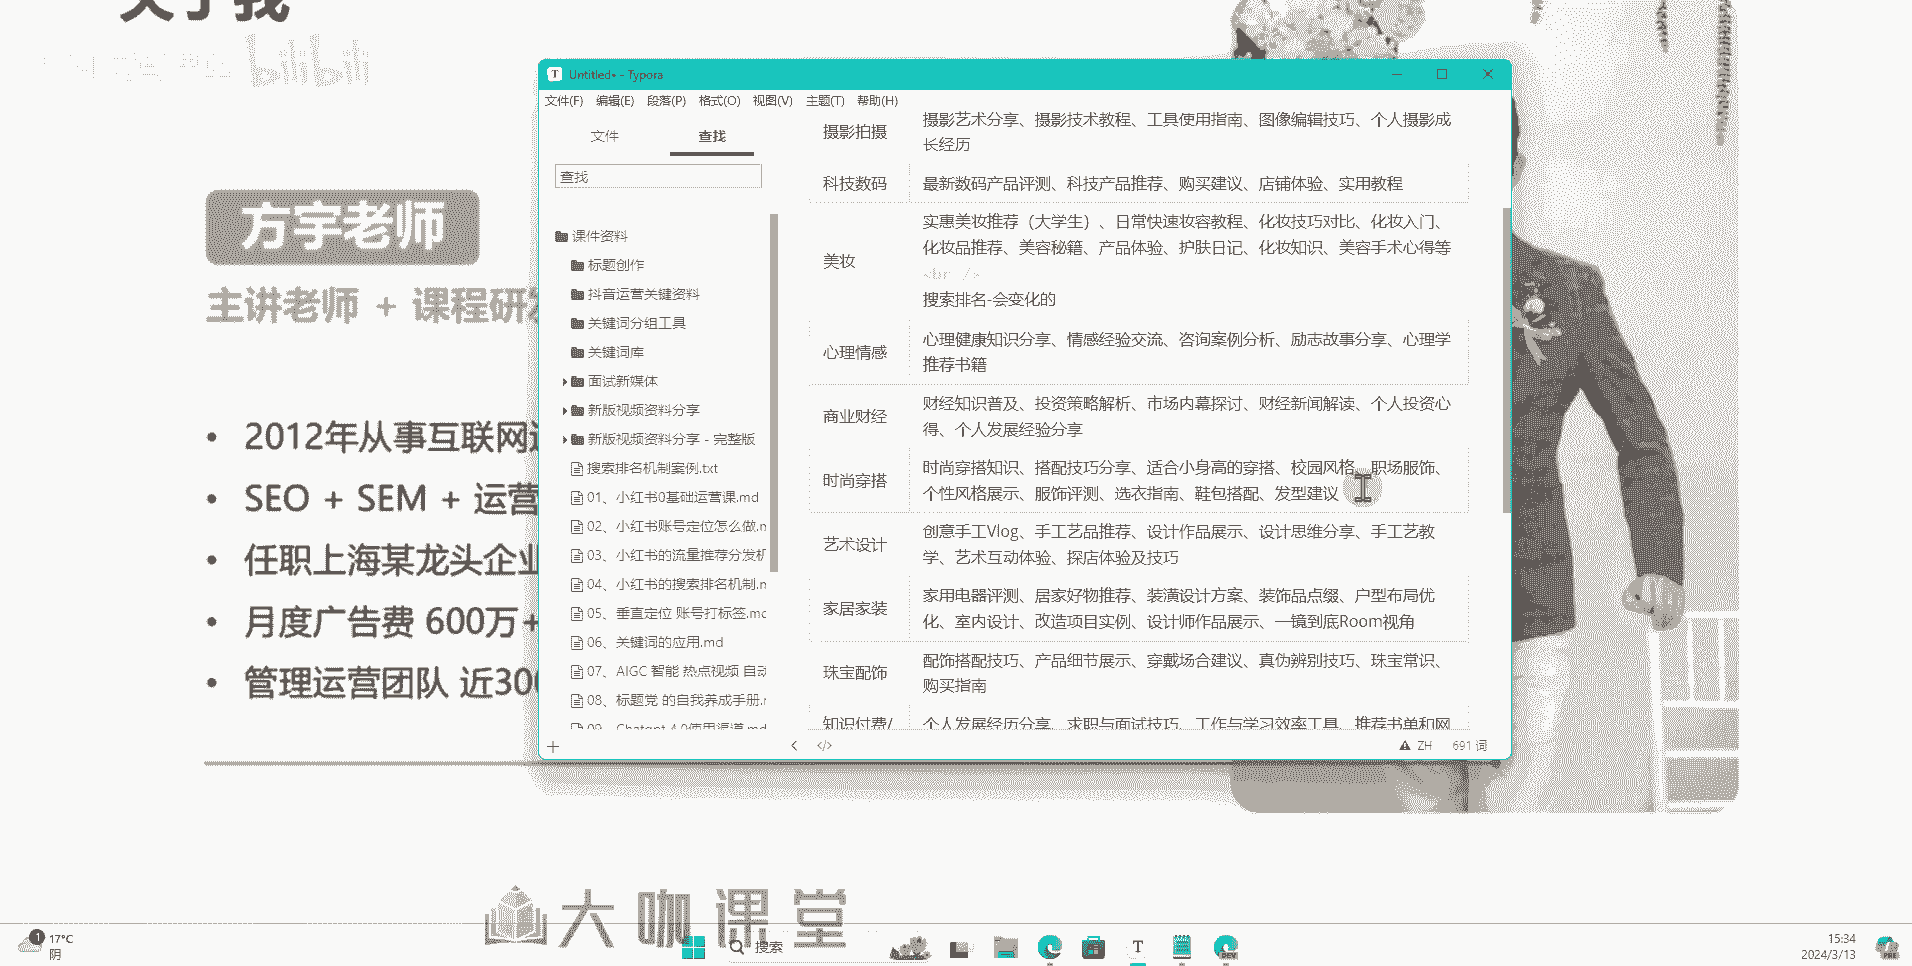 关于我
bilibili
方宇老师
主讲老师 + 课程研发
2012年从事互联网
SEO + SEM + 运营
任职上海某龙头企业
月度广告费 600万+
管理运营团队 近300
Untitled• - Typora
文件(F) 编辑(E) 段落(P) 格式(O) 视图(V) 主题(T) 帮助(H)
文件 查找
查找
课件资料
标题创作
抖音运营关键资料
关键词分组工具
关键词库
面试新媒体
新版视频资料分享
新版视频资料分享 - 完整版
搜索排名机制案例.txt
01、小红书0基础运营课.md
02、小红书账号定位怎么做.m
03、小红书的流量推荐分发机
04、小红书的搜索排名机制.m
05、垂直定位 账号打标签.mc
06、关键词的应用.md
07、AIGC 智能 热点视频 自动
08、标题党 的自我养成手册.r
09、Chatgpt 4.0使用渠道.md
摄影拍摄
摄影艺术分享、摄影技术教程、工具使用指南、图像编辑技巧、个人摄影成
长经历
科技数码
最新数码产品评测、科技产品推荐、购买建议、店铺体验、实用教程
美妆
实惠美妆推荐（大学生）、日常快速妆容教程、化妆技巧对比、化妆入门、
化妆品推荐、美容秘籍、产品体验、护肤日记、化妆知识、美容手术心得等
<br />
搜索排名-会变化的
心理情感
心理健康知识分享、情感经验交流、咨询案例分析、励志故事分享、心理学
推荐书籍
商业财经
财经知识普及、投资策略解析、市场内幕探讨、财经新闻解读、个人投资心
得、个人发展经验分享
时尚穿搭
时尚穿搭知识、搭配技巧分享、适合小身高的穿搭、校园风格、职场服饰、
个性风格展示、服饰评测、选衣指南、鞋包搭配、发型建议
艺术设计
创意手工Vlog、手工艺品推荐、设计作品展示、设计思维分享、手工艺教
学、艺术互动体验、探店体验及技巧
家居家装
家用电器评测、居家好物推荐、装潢设计方案、装饰品点缀、户型布局优
化、室内设计、改造项目实例、设计师作品展示、一镜到底Room视角
珠宝配饰
配饰搭配技巧、产品细节展示、穿戴场合建议、真伪辨别技巧、珠宝常识、
购买指南
知识付费/
个人发展经历分享、求职与面试技巧、工作与学习效率工具、推荐书单和网
</> ZH 691 词
大咖课堂
1 17°C
阴
搜索
DEV
15:34
2024/3/13
PRE